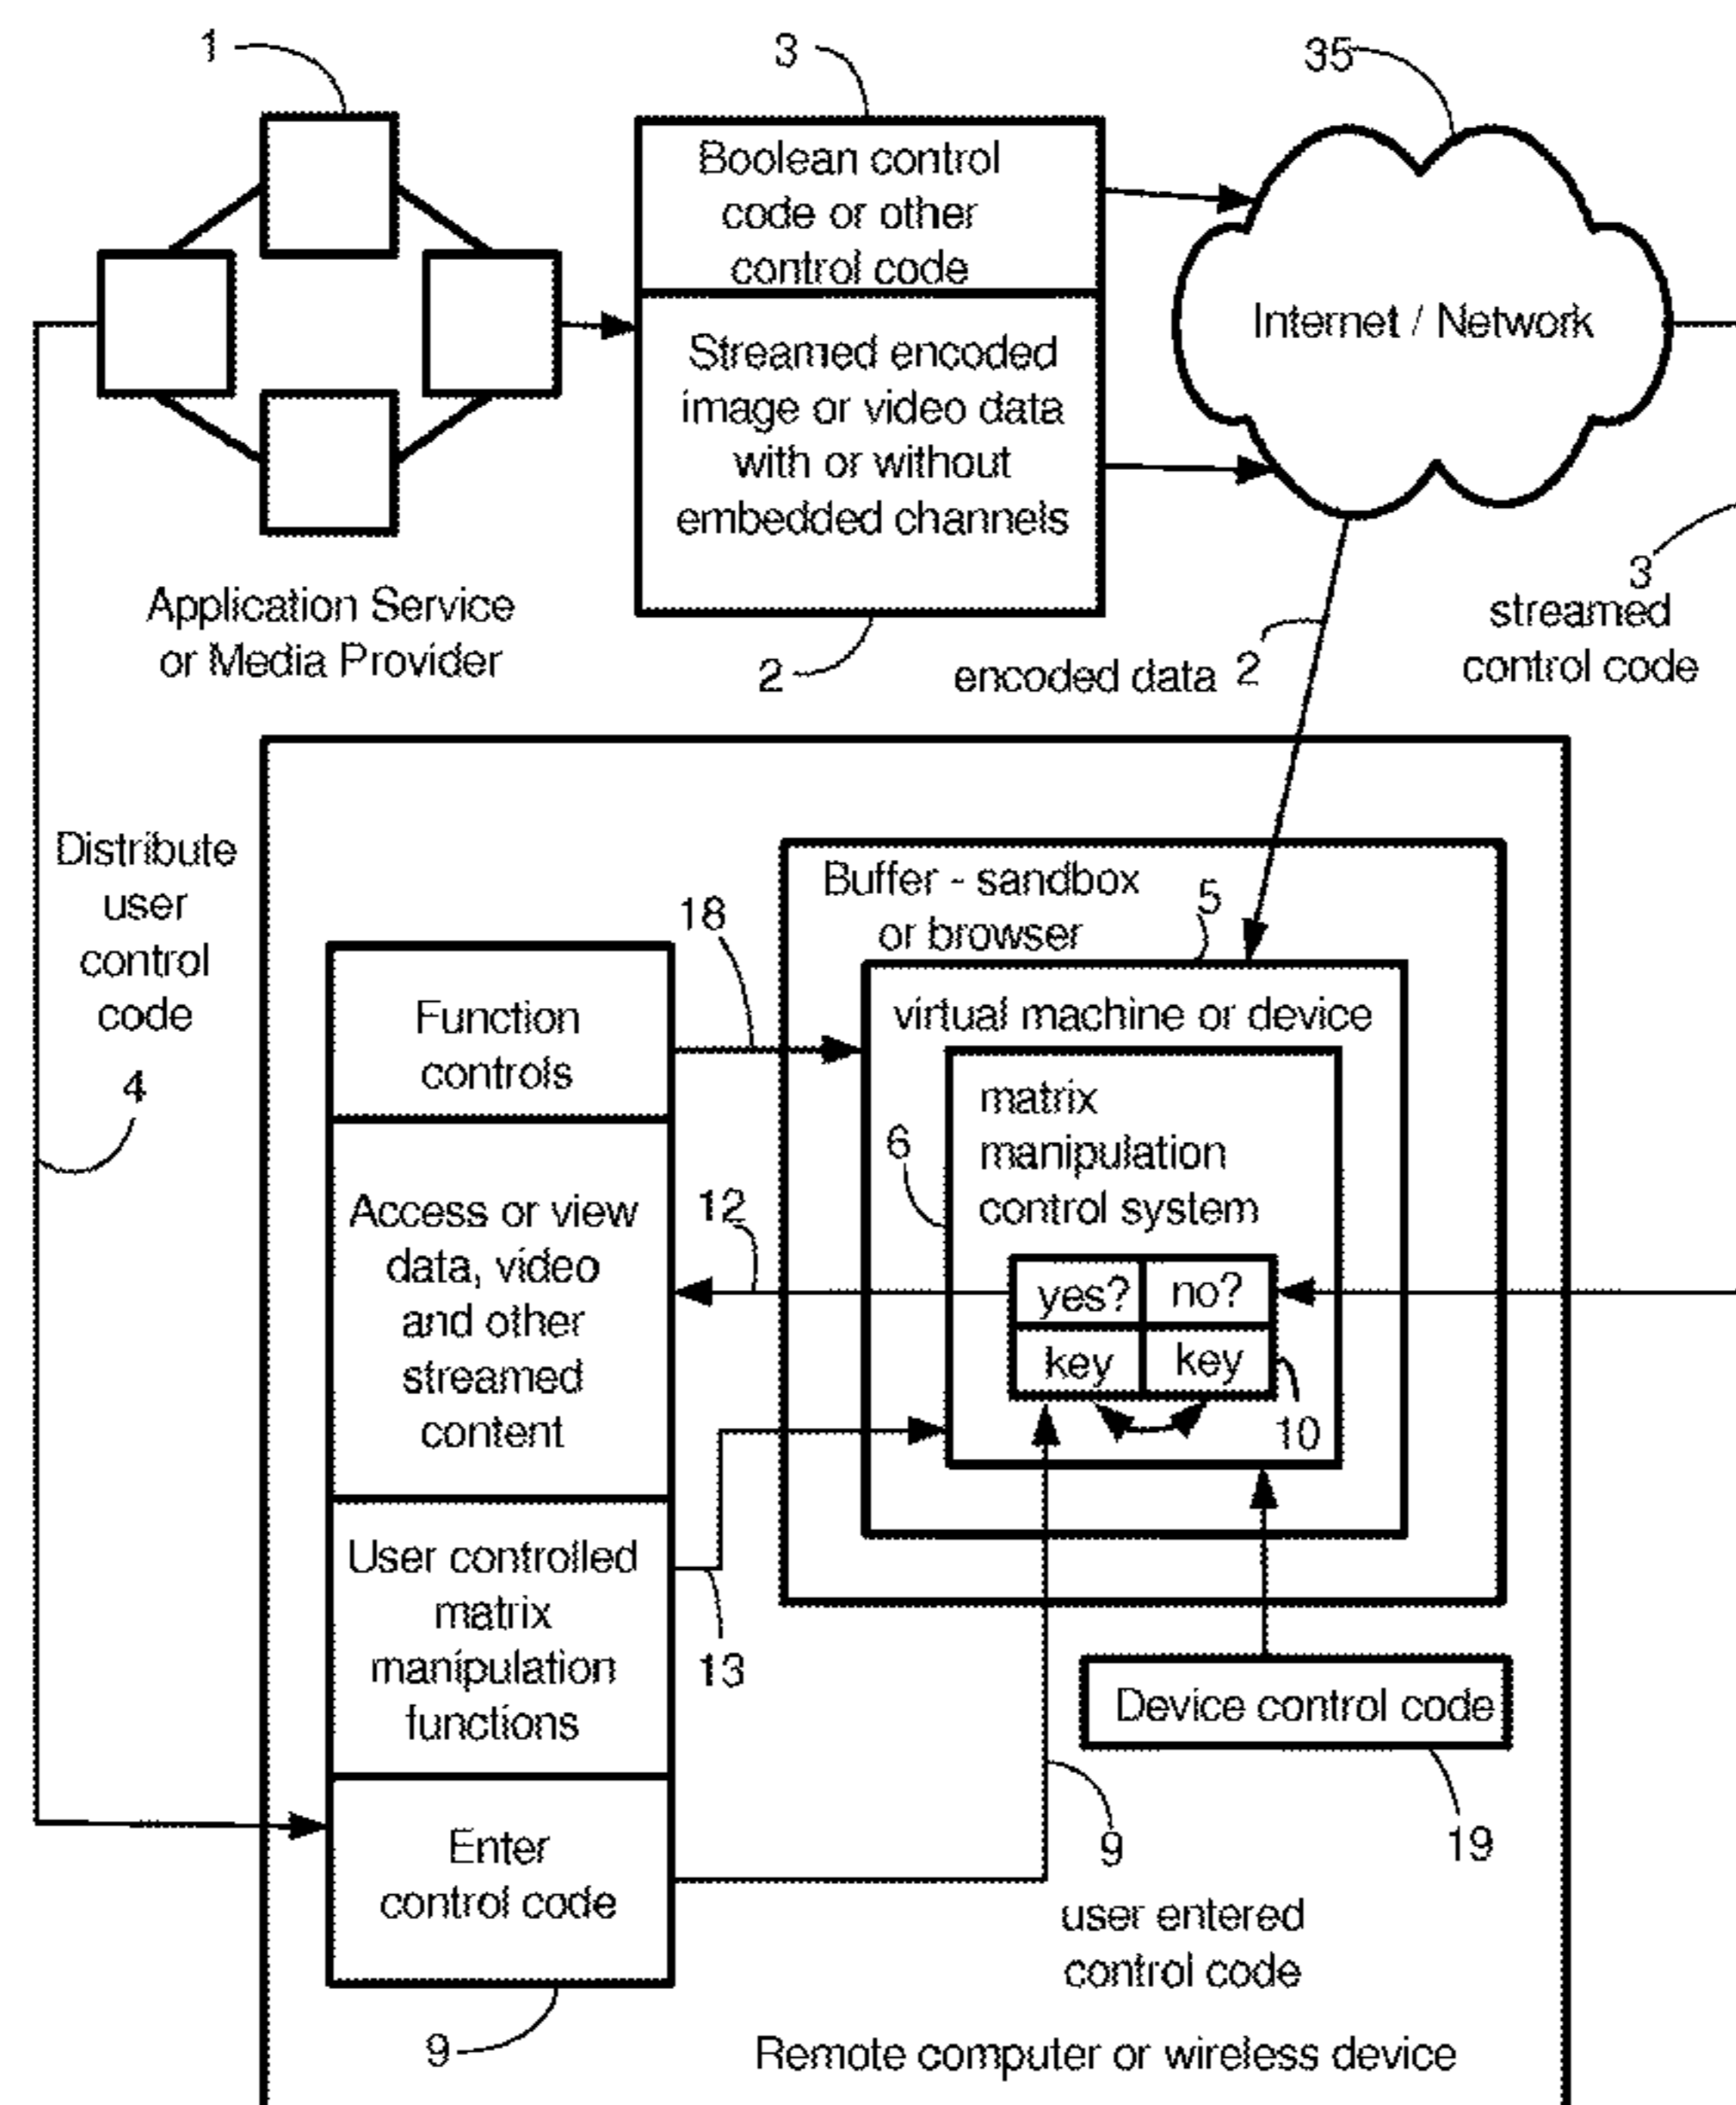 1
3
35
Boolean control
code or other
control code
Streamed encoded
image or video data
with or without
embedded channels
Internet / Network
Application Service
or Media Provider
2
encoded data 2
3
streamed
control code
Distribute
user
control
code
4
Buffer - sandbox
or browser
5
18
Function
controls
virtual machine or device
matrix
manipulation
control system
6
12
Access or view
data, video
and other
streamed
content
yes? no?
key key
10
User controlled
matrix
manipulation
functions
13
Device control code
19
Enter
control code
9
user entered
control code
9
Remote computer or wireless device